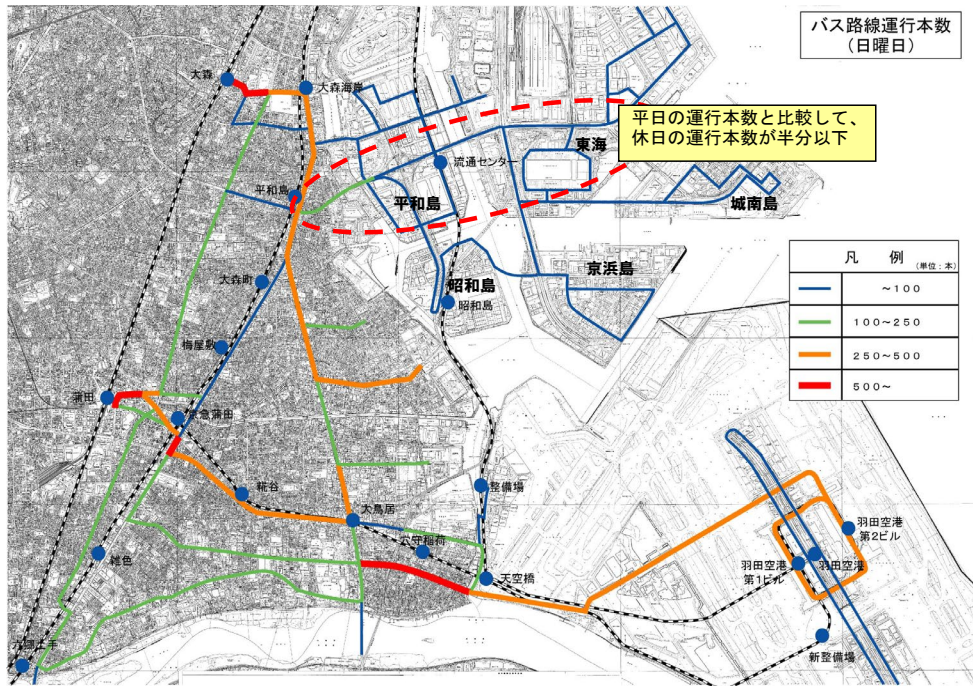 バス路線運行本数
(日曜日)
大森
大森海岸
平日の運行本数と比較して、
休日の運行本数が半分以下
東海
流通センター
平和島
平和島
城南島
凡 例
(単位:本)
~100
100~250
250~500
500~
京浜島
昭和島
昭和島
大森町
梅屋敷
蒲田
京急蒲田
糀谷
整備場
大鳥居
穴守稲荷
天空橋
雑色
羽田空港
第2ビル
羽田空港
第1ビル
羽田空港
新整備場